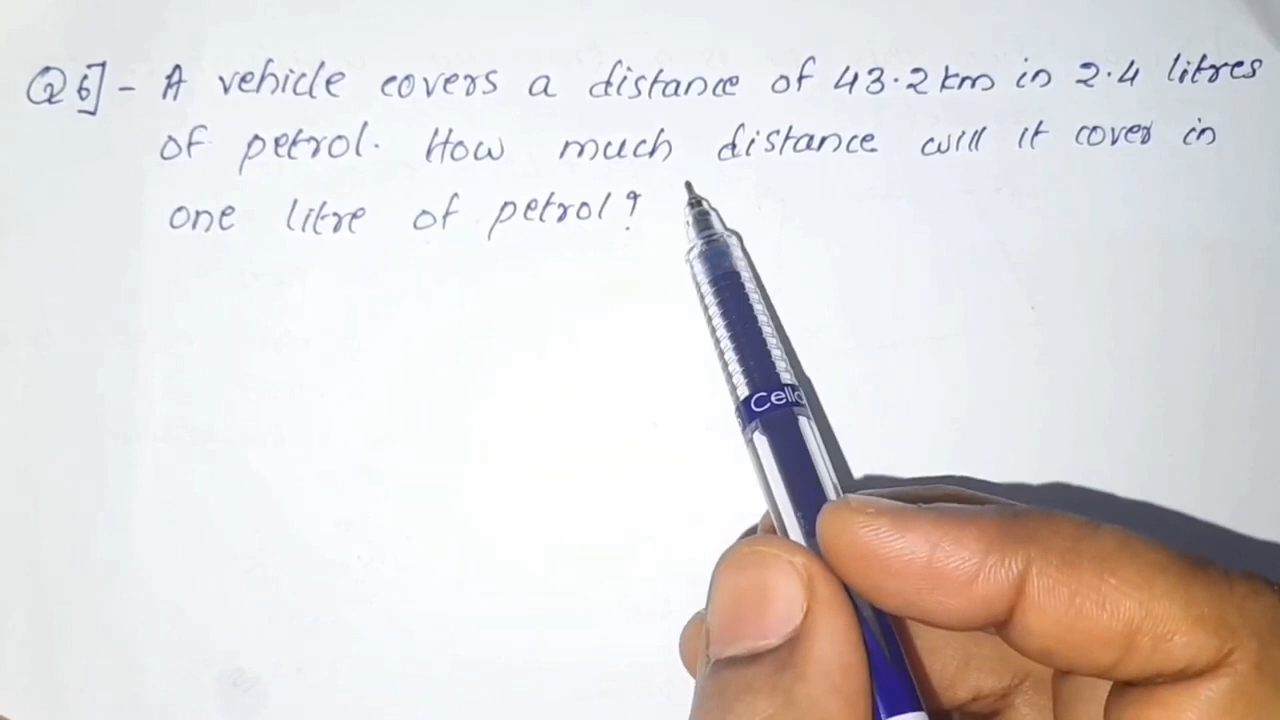 Q6]- A vehicle covers a distance of 43.2 km in 2.4 litres
of petrol. How much distance will it cover in
one litre of petrol?
Cello